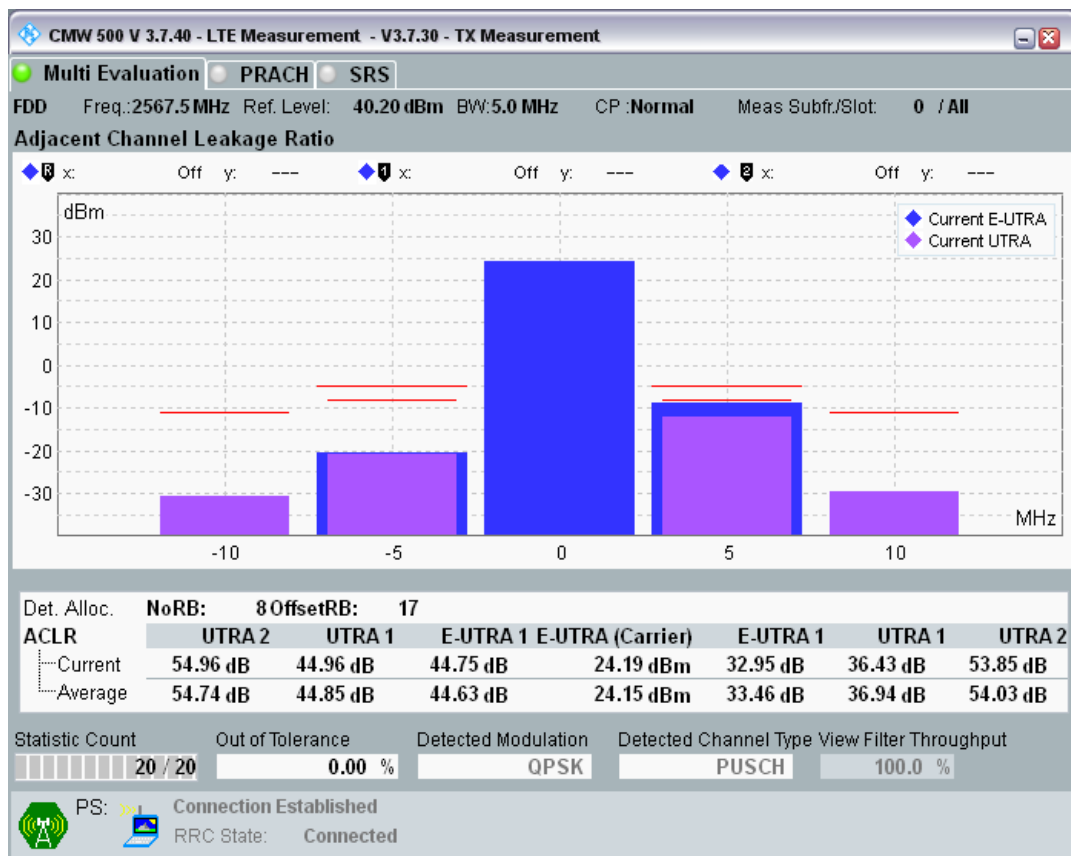 CMW 500 V 3.7.40 - LTE Measurement - V3.7.30 - TX Measurement
Multi Evaluation PRACH SRS
FDD Freq.:2567.5 MHz Ref. Level: 40.20 dBm BW:5.0 MHz CP :Normal Meas Subfr./Slot: 0 / All
Adjacent Channel Leakage Ratio
R x: Off y: --- 1 x: Off y: --- 2 x: Off y: ---
dBm
Current E-UTRA
Current UTRA
30
20
10
0
-10
-20
-30
MHz
-10 -5 0 5 10
Det. Alloc. NoRB: 8 OffsetRB: 17
ACLR UTRA 2 UTRA 1 E-UTRA 1 E-UTRA (Carrier) E-UTRA 1 UTRA 1 UTRA 2
Current 54.96 dB 44.96 dB 44.75 dB 24.19 dBm 32.95 dB 36.43 dB 53.85 dB
Average 54.74 dB 44.85 dB 44.63 dB 24.15 dBm 33.46 dB 36.94 dB 54.03 dB
Statistic Count Out of Tolerance Detected Modulation Detected Channel Type View Filter Throughput
20 / 20 0.00 % QPSK PUSCH 100.0 %
PS: Connection Established
RRC State: Connected